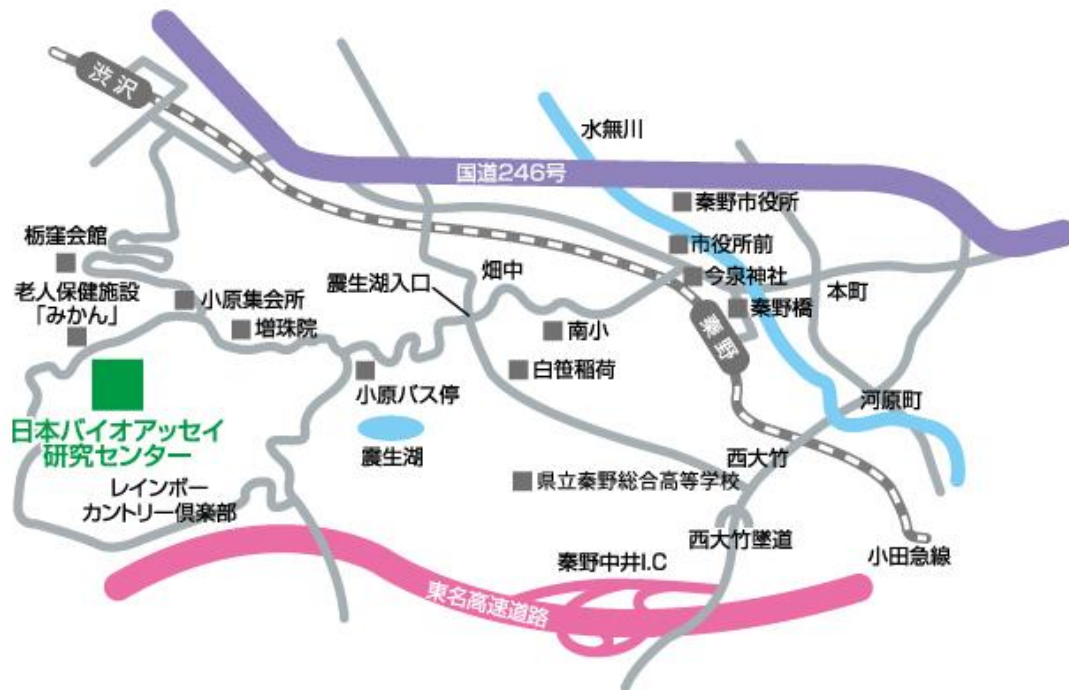 渋沢
水無川
国道246号
秦野市役所
栃窪会館
市役所前
畑中
今泉神社
震生湖入口
老人保健施設
「みかん」
小原集会所
本町
秦野橋
増珠院
南小
秦野
白笹稲荷
小原バス停
河原町
日本バイオアッセイ
研究センター
震生湖
西大竹
レインボー
カントリー倶楽部
県立秦野総合高等学校
西大竹墜道
小田急線
秦野中井I.C
東名高速道路